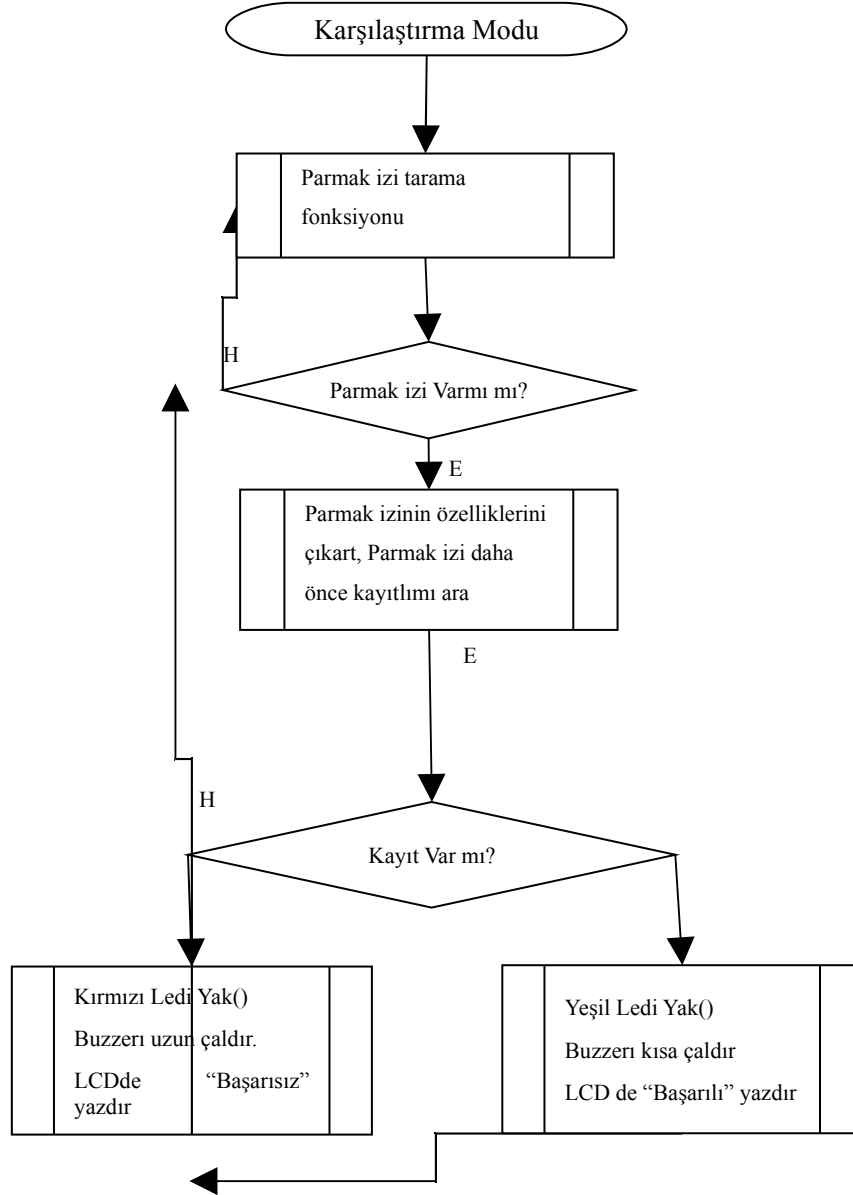 Karşılaştırma Modu
Parmak izi tarama
fonksiyonu
H
Parmak izi Varmı mı?
E
Parmak izinin özelliklerini
çıkart, Parmak izi daha
önce kayıtlımı ara
E
H
Kayıt Var mı?
Kırmızı Ledi Yak()
Buzzerı uzun çaldır.
LCDde “Başarısız”
yazdır
Yeşil Ledi Yak()
Buzzerı kısa çaldır
LCD de “Başarılı” yazdır